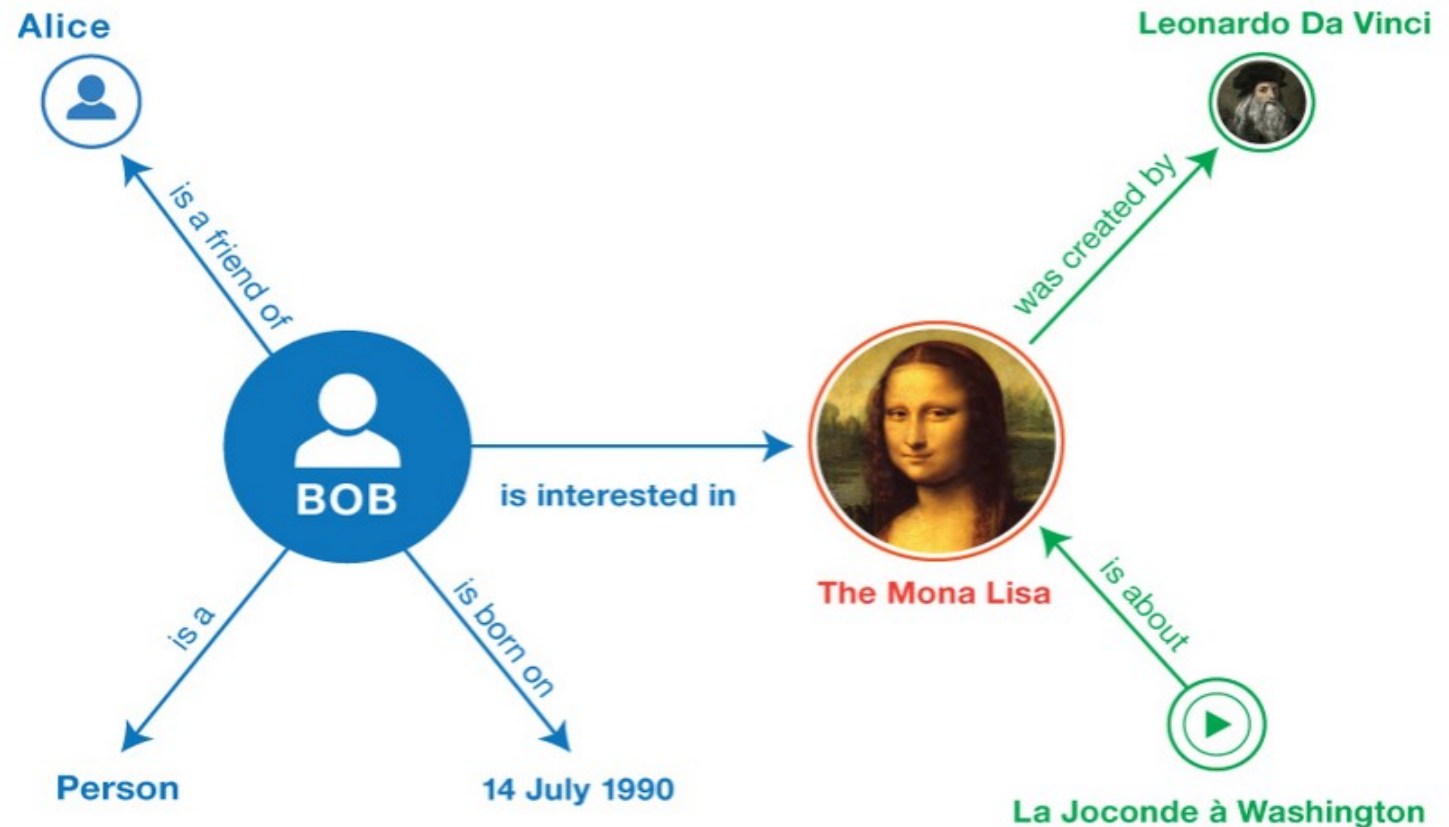 Alice
Leonardo Da Vinci
is a friend of
was created by
BOB
is interested in
The Mona Lisa
is a
is born on
is about
Person
14 July 1990
La Joconde à Washington